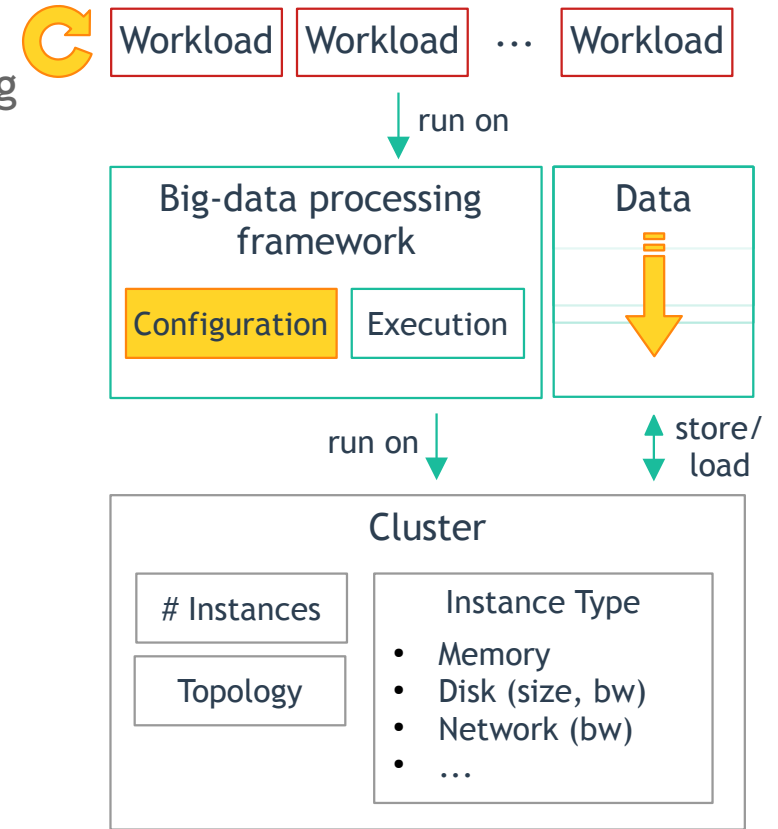 Workload Workload ... Workload
g
run on
Big-data processing
framework
Configuration Execution
Data
run on
store/
load
Cluster
# Instances
Topology
Instance Type
• Memory
• Disk (size, bw)
• Network (bw)
• ...